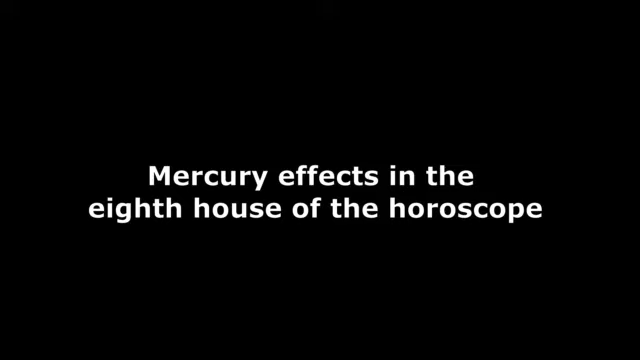 Mercury effects in the
eighth house of the horoscope